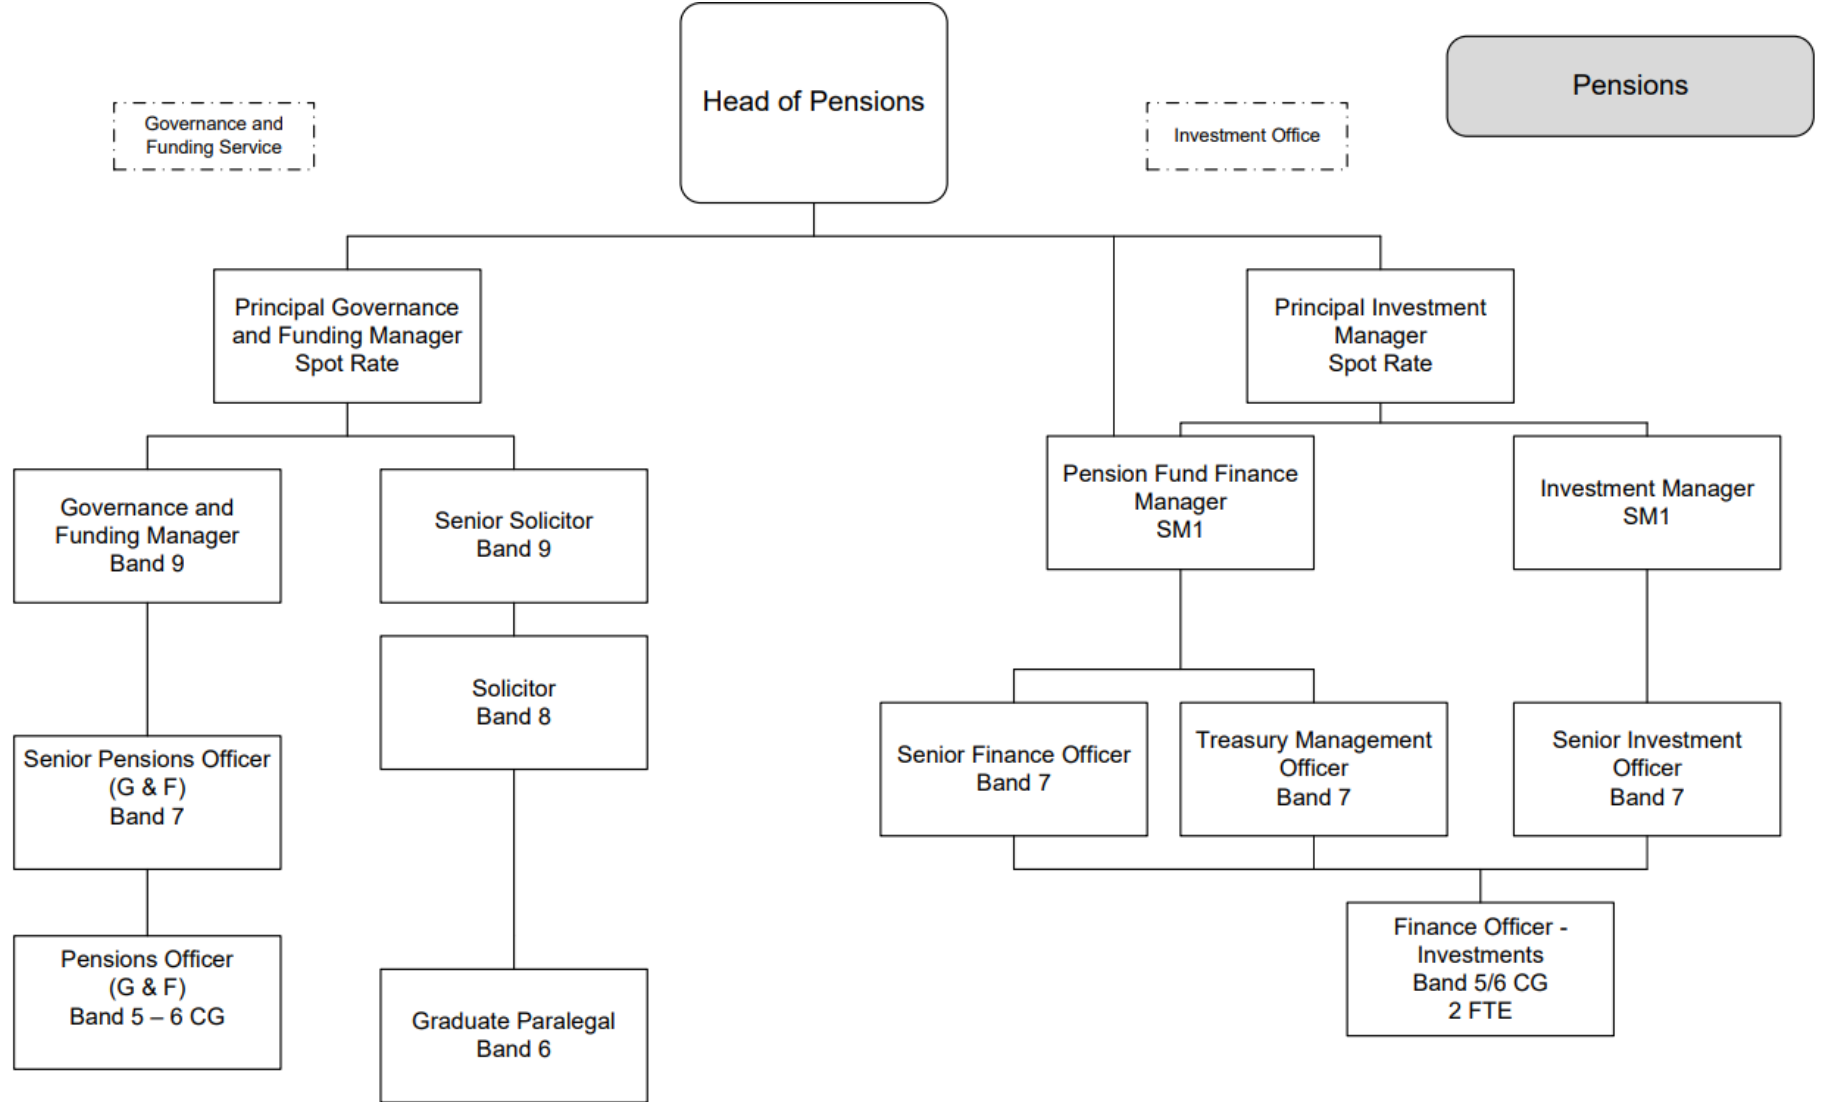 Head of Pensions
Pensions
Governance and
Funding Service
Investment Office
Principal Governance
and Funding Manager
Spot Rate
Principal Investment
Manager
Spot Rate
Governance and
Funding Manager
Band 9
Senior Solicitor
Band 9
Pension Fund Finance
Manager
SM1
Investment Manager
SM1
Solicitor
Band 8
Senior Pensions Officer
(G & F)
Band 7
Senior Finance Officer
Band 7
Treasury Management
Officer
Band 7
Senior Investment
Officer
Band 7
Pensions Officer
(G & F)
Band 5 – 6 CG
Graduate Paralegal
Band 6
Finance Officer -
Investments
Band 5/6 CG
2 FTE